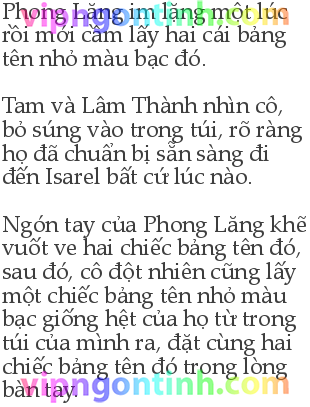 Phong Lăng im lặng một lúc
vipngontinh.com
rồi mới cầm lấy hai cái bảng
tên nhỏ màu bạc đó.
Tam và Lâm Thành nhìn cô,
bỏ súng vào trong túi, rõ ràng
họ đã chuẩn bị sẵn sàng đi
đến Isarel bất cứ lúc nào.
Ngón tay của Phong Lăng khẽ
vuốt ve hai chiếc bảng tên đó,
sau đó, cô đột nhiên cũng lấy
một chiếc bảng tên nhỏ màu
bạc giống hệt của họ từ trong
túi của mình ra, đặt cùng hai
chiếc bảng tên đó trong lòng
bàn tay.
vipngontinh.com